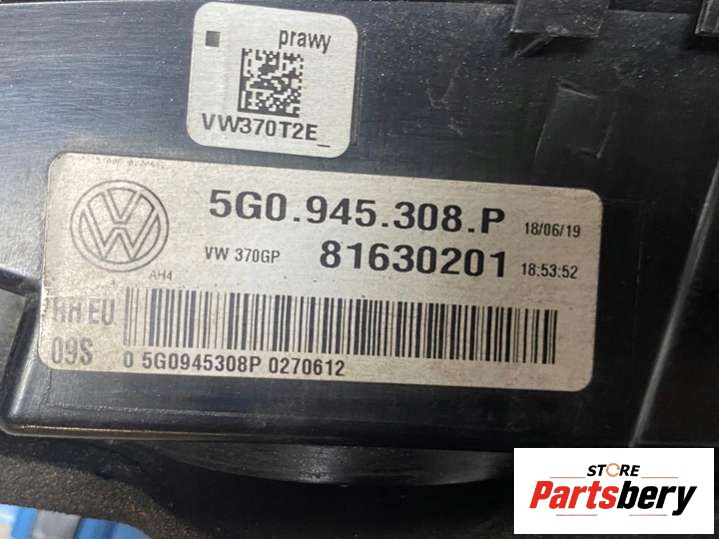 prawy
VW370T2E_
5G0.945.308.P 18/06/19
VW 370GP 81630201 18:53:52
AH4
HH EU
09S
0 5G0945308P 0270612
STORE
Partsbery